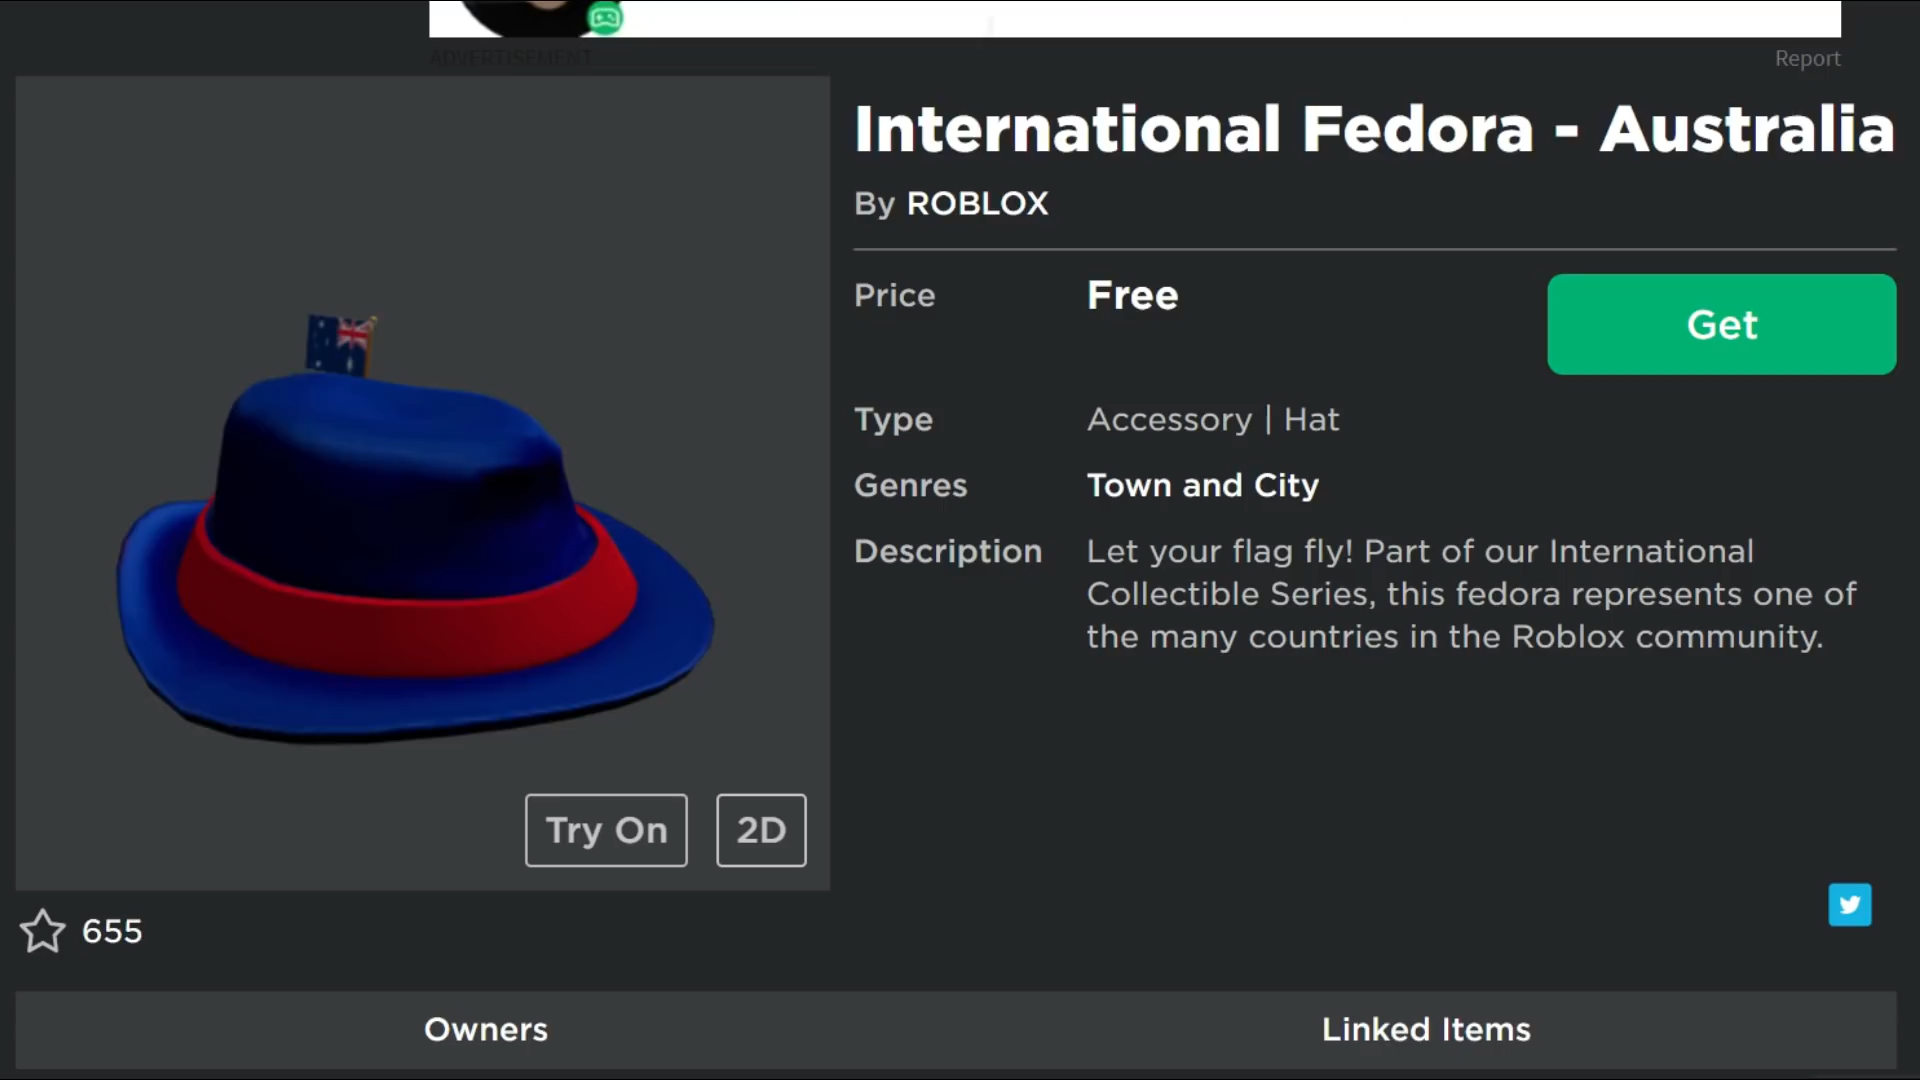 ADVERTISEMENT
Report
International Fedora - Australia
By ROBLOX
Price Free
Get
Type Accessory | Hat
Genres Town and City
Description Let your flag fly! Part of our International
Collectible Series, this fedora represents one of
the many countries in the Roblox community.
Try On
2D
655
Owners
Linked Items